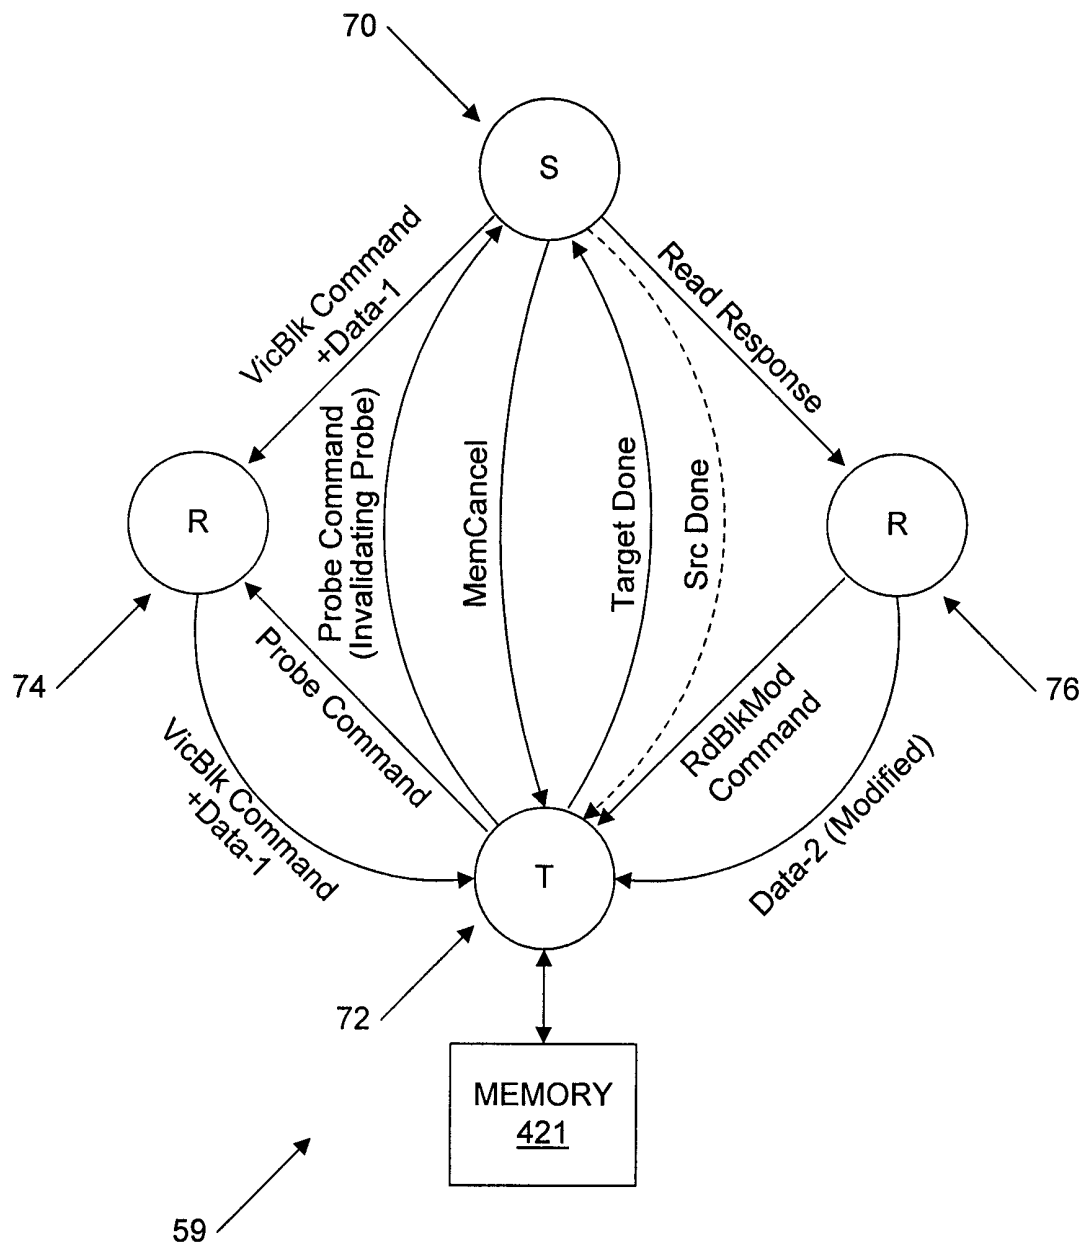 70
S
VicBlk Command
+Data-1
Read Response
Probe Command
(Invalidating Probe)
MemCancel
Target Done
Src Done
R
R
74
76
Probe Command
VicBlk Command
+Data-1
RdBlkMod
Command
Data-2 (Modified)
T
72
MEMORY
421
59